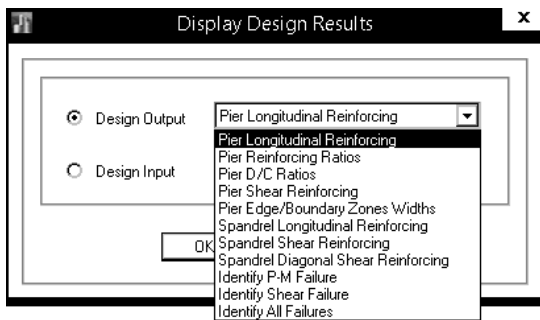 Display Design Results
x
Design Output
Pier Longitudinal Reinforcing
Design Input
Pier Longitudinal Reinforcing
Pier Reinforcing Ratios
Pier D/C Ratios
Pier Shear Reinforcing
Pier Edge/Boundary Zones Widths
Spandrel Longitudinal Reinforcing
Spandrel Shear Reinforcing
Spandrel Diagonal Shear Reinforcing
Identify P-M Failure
Identify Shear Failure
Identify All Failures
OK